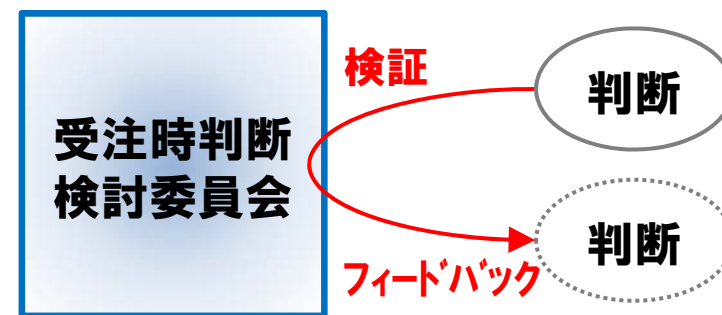 受注時判断
検討委員会
検証
判断
判断
フィードバック